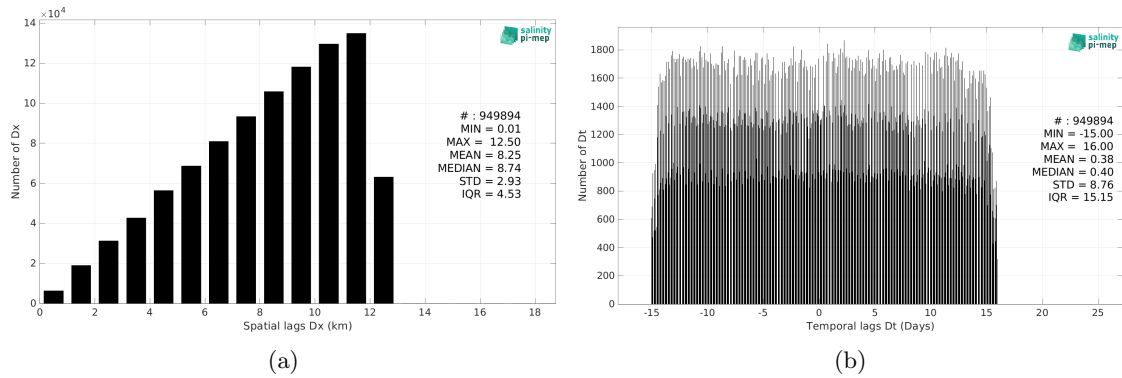 ×10⁴
14
12
10
8
6
4
2
0
0 2 4 6 8 10 12 14 16 18
Number of Dx
Spatial lags Dx (km)
salinity
pi-mep
# : 949894
MIN = 0.01
MAX = 12.50
MEAN = 8.25
MEDIAN = 8.74
STD = 2.93
IQR = 4.53
(a)
1800
1600
1400
1200
1000
800
600
400
200
0
-15 -10 -5 0 5 10 15 20 25
Number of Dt
Temporal lags Dt (Days)
salinity
pi-mep
# : 949894
MIN = -15.00
MAX = 16.00
MEAN = 0.38
MEDIAN = 0.40
STD = 8.76
IQR = 15.15
(b)